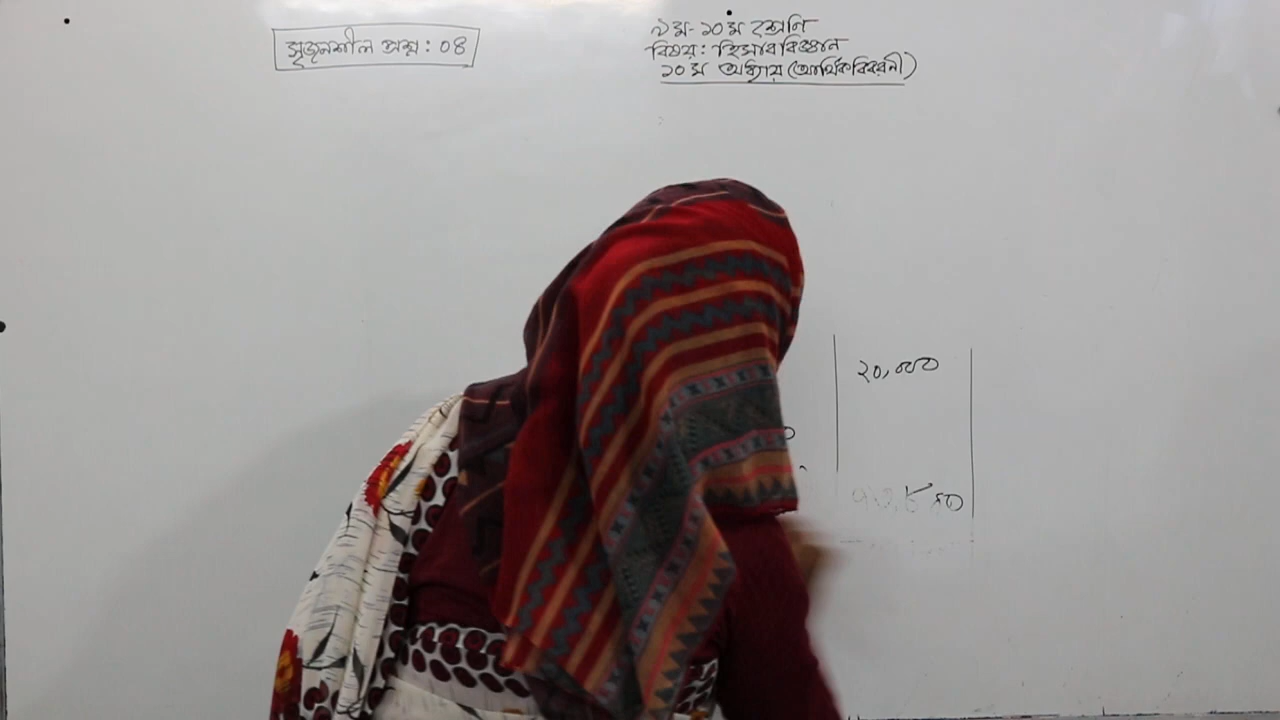 সৃজনশীল প্রশ্ন : ০৪
৯ম-১০ম শ্রেণি
বিষয়: হিসাববিজ্ঞান
১০ম অধ্যায় (আর্থিক বিবরণী)
২০,০০০